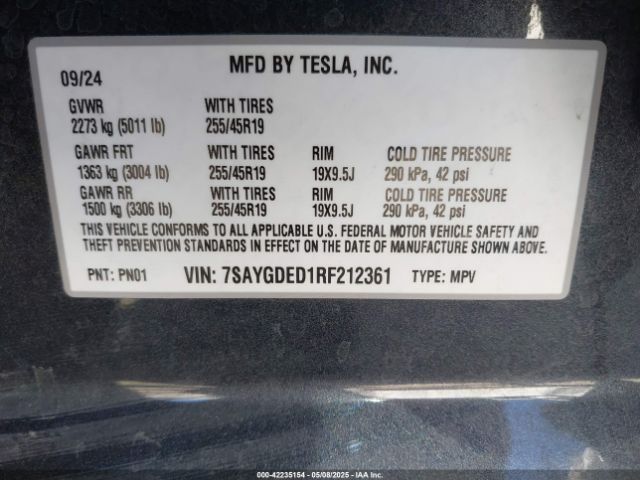 MFD BY TESLA, INC.
09/24
GVWR WITH TIRES
2273 kg (5011 lb) 255/45R19
GAWR FRT WITH TIRES RIM COLD TIRE PRESSURE
1363 kg (3004 lb) 255/45R19 19X9.5J 290 kPa, 42 psi
GAWR RR WITH TIRES RIM COLD TIRE PRESSURE
1500 kg (3306 lb) 255/45R19 19X9.5J 290 kPa, 42 psi
THIS VEHICLE CONFORMS TO ALL APPLICABLE U.S. FEDERAL MOTOR VEHICLE SAFETY AND
THEFT PREVENTION STANDARDS IN EFFECT ON THE DATE OF MANUFACTURE SHOWN ABOVE.
PNT: PN01 VIN: 7SAYGDED1RF212361 TYPE: MPV
000-42235154 - 05/08/2025 - IAA, Inc.